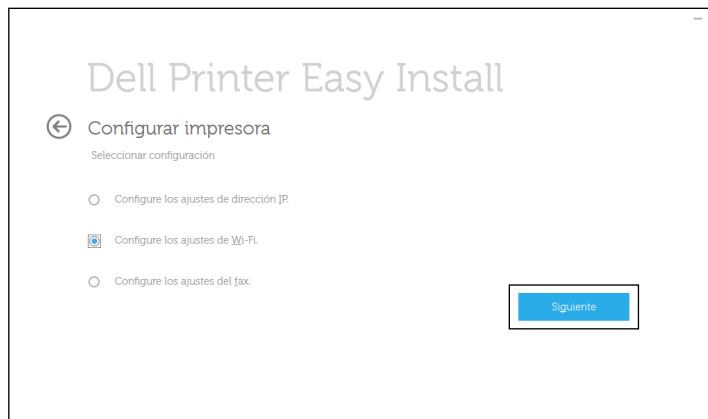 Dell Printer Easy Install
Configurar impresora
Seleccionar configuración
Configure los ajustes de dirección IP.
Configure los ajustes de Wi-Fi.
Configure los ajustes del fax.
Siguiente